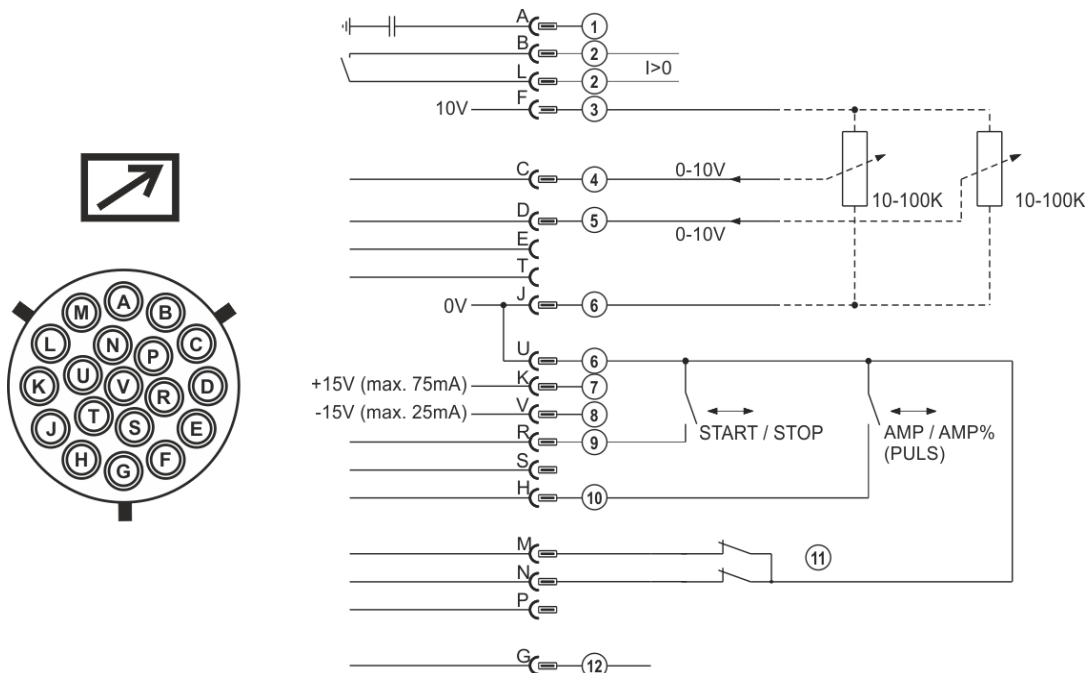 A 1
B 2
L 2 I>0
10V F 3
C 4 0-10V
10-100K 10-100K
D 5
0-10V
E
T
0V J 6
U 6
+15V (max. 75mA) K 7
-15V (max. 25mA) V 8
START / STOP AMP / AMP%
(PULS)
R 9
S
H 10
M 11
N
P
G 12
A
M B
L N P C
K U V R D
J T S E
H G F